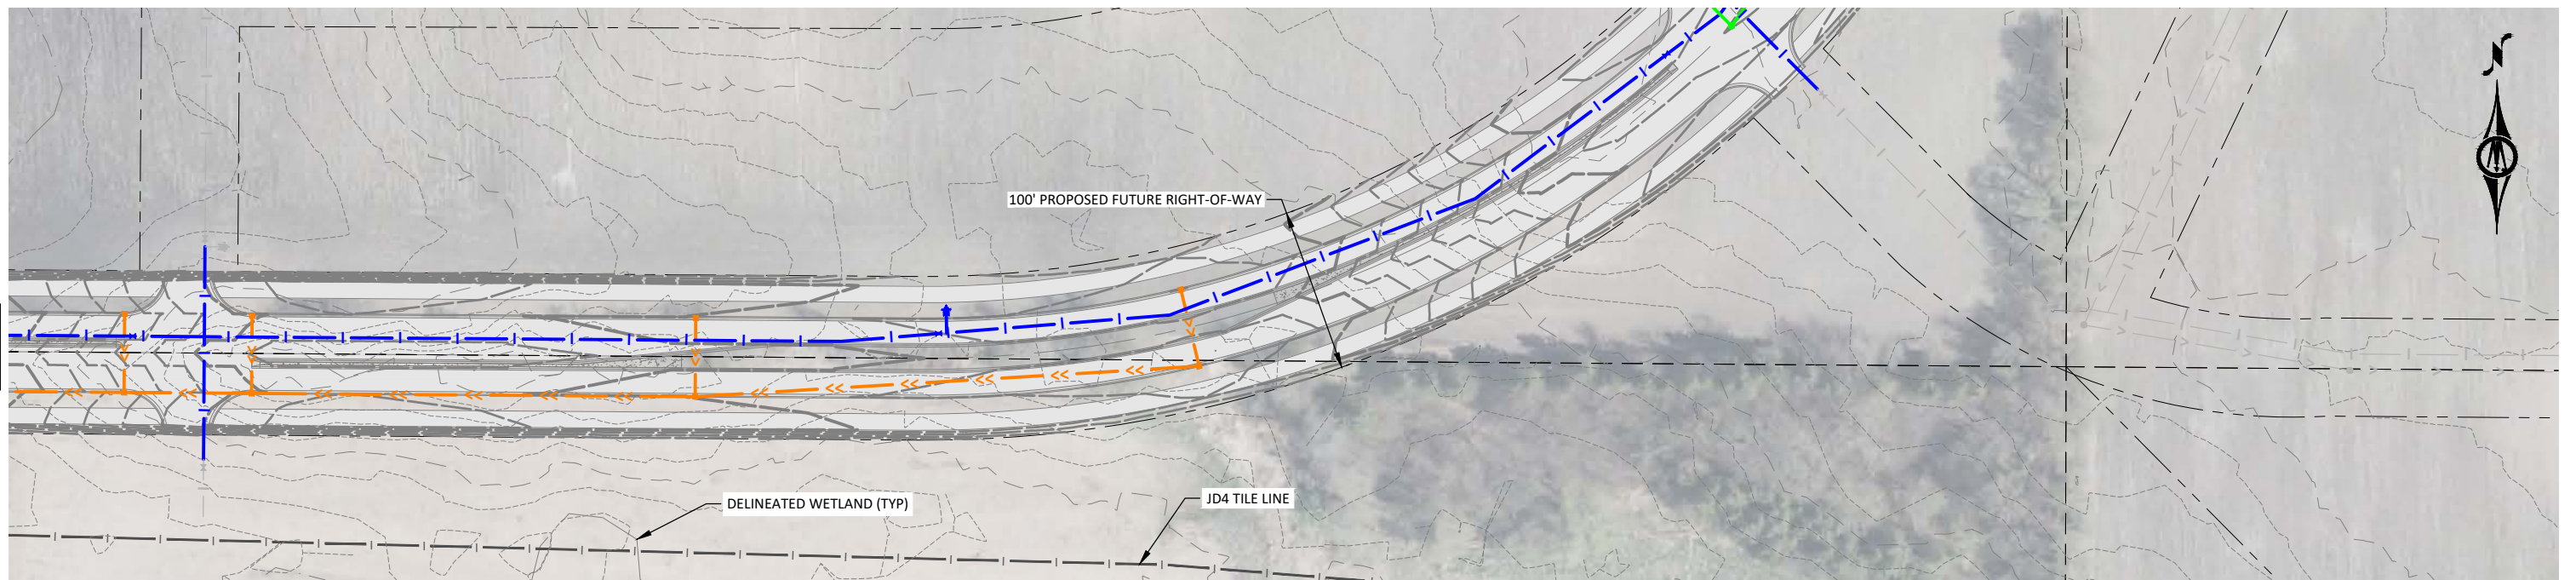 N
100' PROPOSED FUTURE RIGHT-OF-WAY
DELINEATED WETLAND (TYP)
JD4 TILE LINE